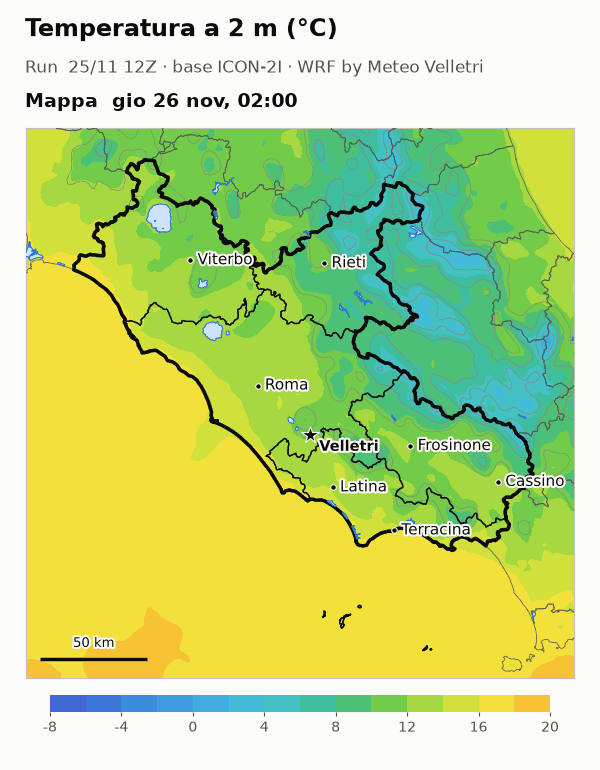 Temperatura a 2 m (°C)
Run  25/11 12Z · base ICON-2I · WRF by Meteo Velletri
Mappa  gio 26 nov, 02:00
Viterbo
Rieti
Roma
Velletri
Frosinone
Latina
Cassino
Terracina
50 km
-8 -4 0 4 8 12 16 20